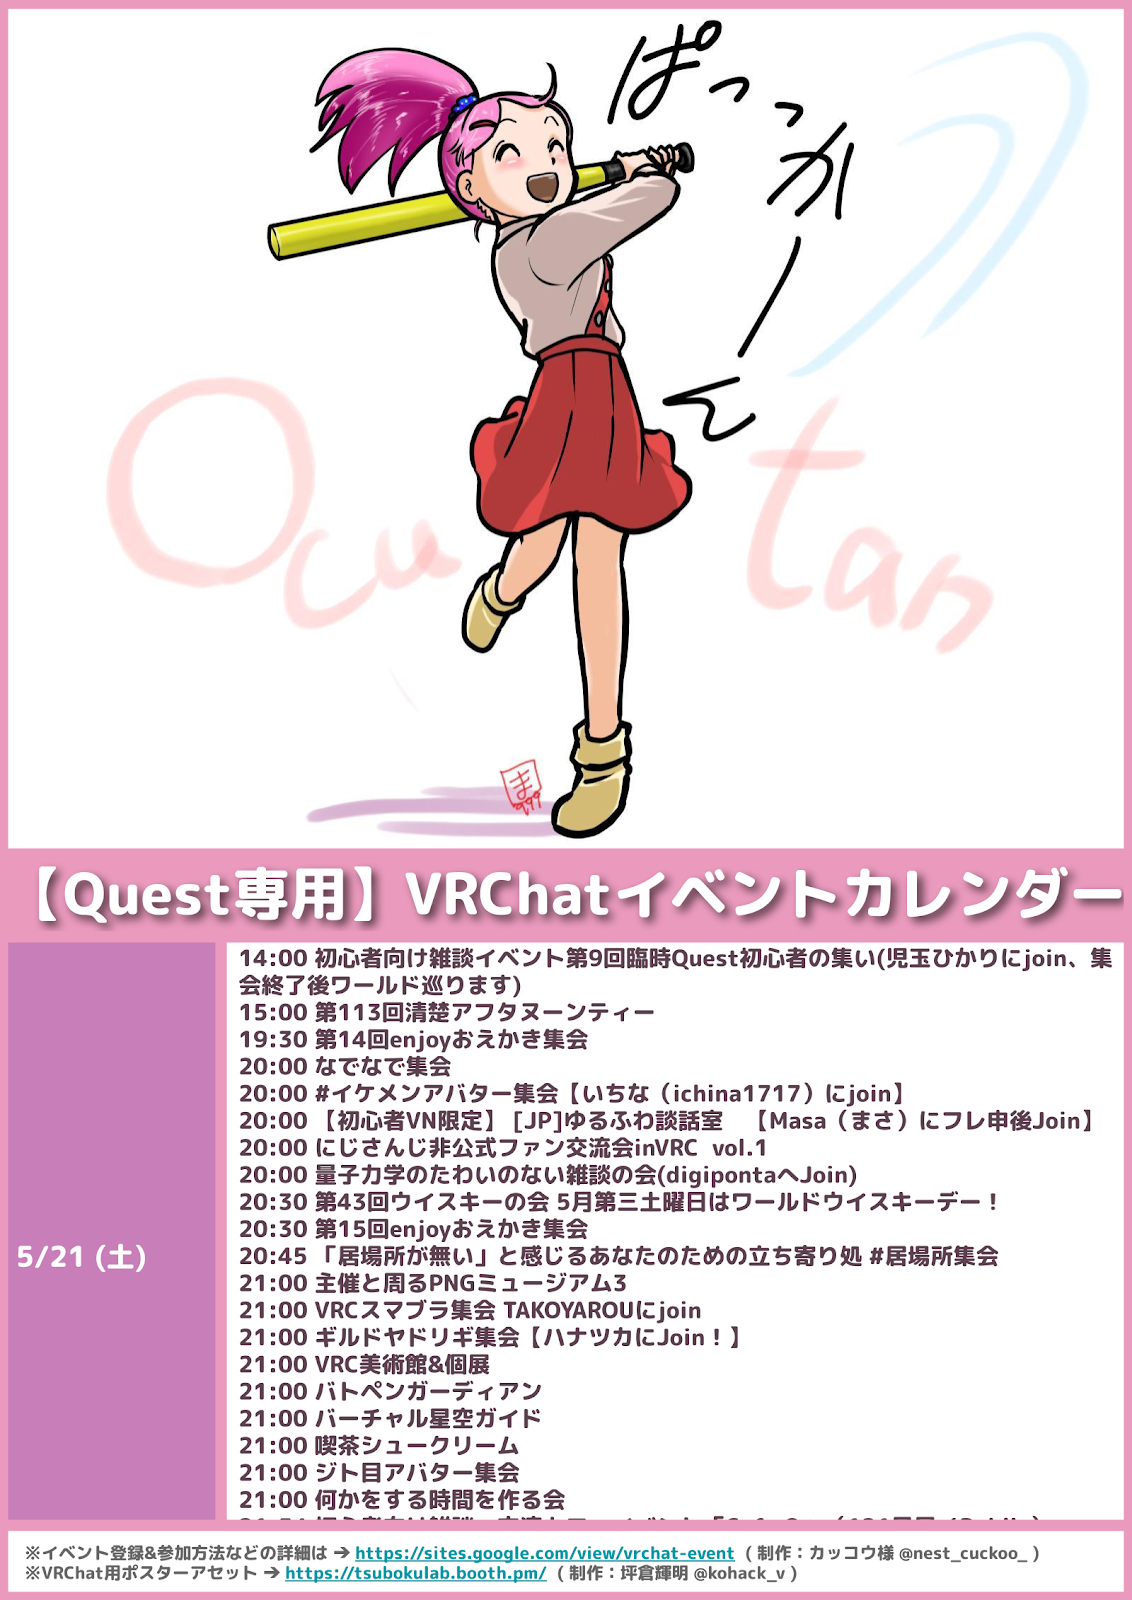 ぱっっかーん
Ocu
tan
ま
【Quest専用】VRChatイベントカレンダー
5/21 (土)
14:00 初心者向け雑談イベント第9回臨時Quest初心者の集い(児玉ひかりにjoin、集
会終了後ワールド巡ります)
15:00 第113回清楚アフタヌーンティー
19:30 第14回enjoyおえかき集会
20:00 なでなで集会
20:00 #イケメンアバター集会【いちな（ichina1717）にjoin】
20:00 【初心者VN限定】 [JP]ゆるふわ談話室　【Masa（まさ）にフレ申後Join】
20:00 にじさんじ非公式ファン交流会inVRC  vol.1
20:00 量子力学のたわいのない雑談の会(digipontaへJoin)
20:30 第43回ウイスキーの会 5月第三土曜日はワールドウイスキーデー！
20:30 第15回enjoyおえかき集会
20:45 「居場所が無い」と感じるあなたのための立ち寄り処 #居場所集会
21:00 主催と周るPNGミュージアム3
21:00 VRCスマブラ集会 TAKOYAROUにjoin
21:00 ギルドヤドリギ集会【ハナツカにJoin！】
21:00 VRC美術館&個展
21:00 バトペンガーディアン
21:00 バーチャル星空ガイド
21:00 喫茶シュークリーム
21:00 ジト目アバター集会
21:00 何かをする時間を作る会
※イベント登録&参加方法などの詳細は ➔ https://sites.google.com/view/vrchat-event （ 制作：カッコウ様 @nest_cuckoo_ ）
※VRChat用ポスターアセット ➔ https://tsubokulab.booth.pm/ （ 制作：坪倉輝明 @kohack_v ）